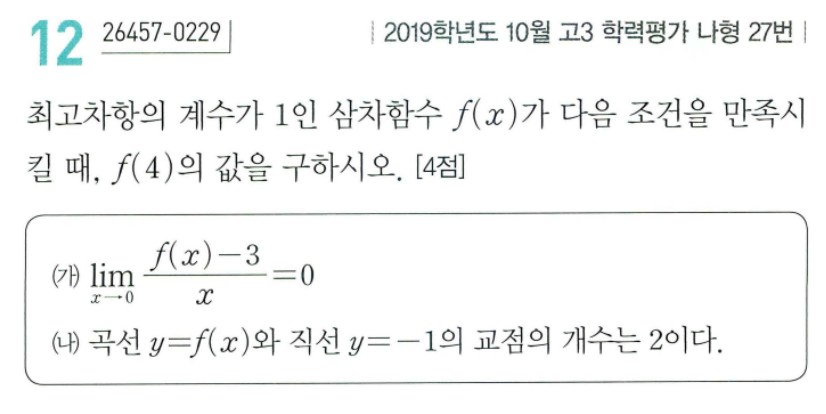 12 26457-0229 2019학년도 10월 고3 학력평가 나형 27번
최고차항의 계수가 1인 삼차함수 f(x)가 다음 조건을 만족시
킬 때, f(4)의 값을 구하시오. [4점]
(가) lim_{x→0} \frac{f(x)-3}{x}=0
(나) 곡선 y=f(x)와 직선 y=-1의 교점의 개수는 2이다.